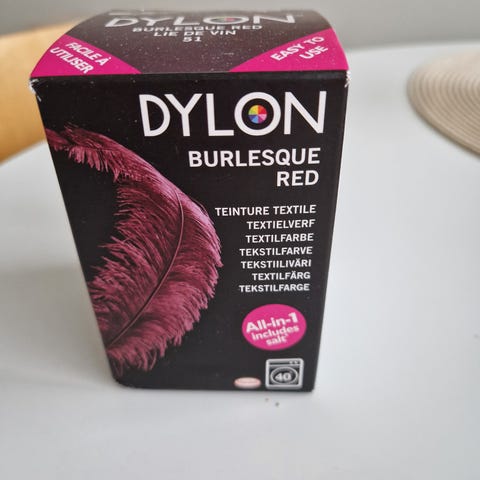 DYLON
BURLESQUE RED
LIE DE VIN
51
FACILE À
UTILISER
EASY TO
USE
DYLON
BURLESQUE
RED
TEINTURE TEXTILE
TEXTIELVERF
TEXTILFARBE
TEKSTILFARVE
TEKSTIILIVÄRI
TEXTILFÄRG
TEKSTILFARGE
All-in-1
includes
salt
40